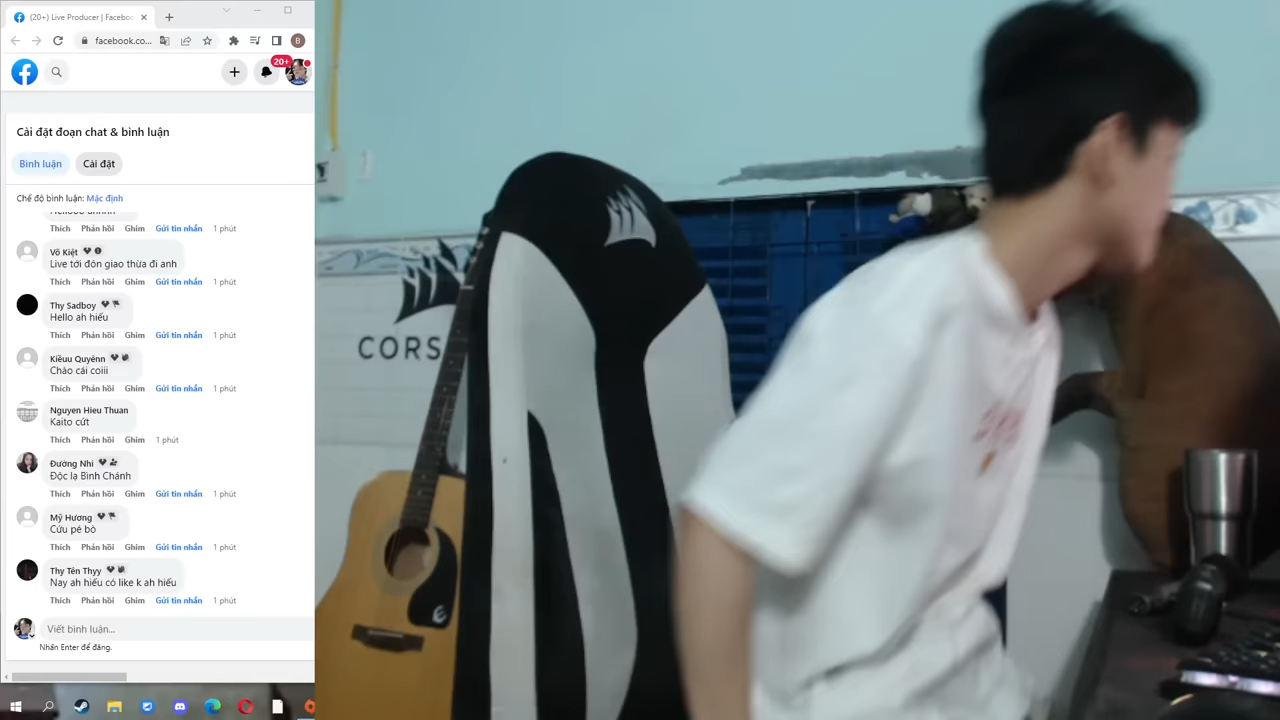 (20+) Live Producer | Facebo
facebook.co...
20+
B
Cài đặt đoạn chat & bình luận
Bình luận
Cài đặt
Chế độ bình luận: Mặc định
Thích Phản hồi Ghim Gửi tin nhắn 1 phút
Võ Kiệt
Live tới đón giao thừa đi anh
Thích Phản hồi Ghim Gửi tin nhắn 1 phút
Thy Sadboy
Hello ah hiếu
Thích Phản hồi Ghim Gửi tin nhắn 1 phút
Kiềuu Quyênn
Chào cái coiii
Thích Phản hồi Ghim Gửi tin nhắn 1 phút
Nguyen Hieu Thuan
Kaito cứt
Thích Phản hồi Ghim 1 phút
Đường Nhi
Độc lạ Bình Chánh
Thích Phản hồi Ghim Gửi tin nhắn 1 phút
Mỹ Hương
Cứu pé bò
Thích Phản hồi Ghim Gửi tin nhắn 1 phút
Thy Tên Thyy
Nay ah hiếu có like k ah hiếu
Thích Phản hồi Ghim Gửi tin nhắn 1 phút
Viết bình luận...
Nhấn Enter để đăng.
CORS